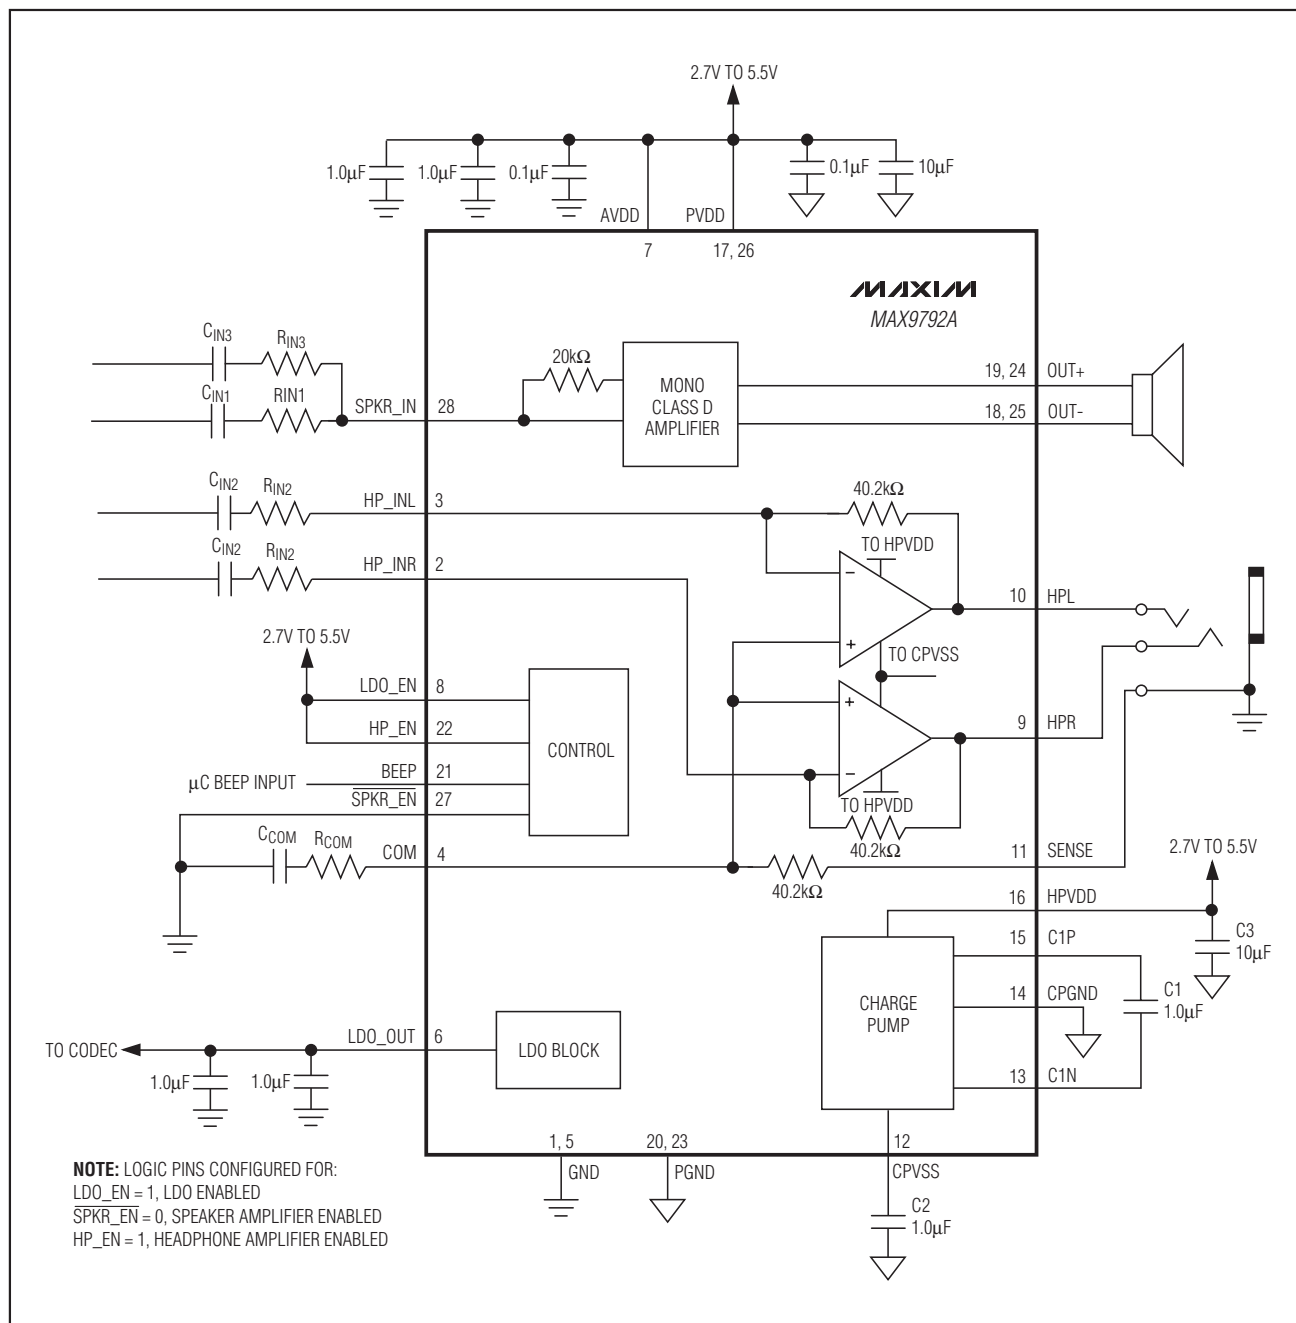 2.7V TO 5.5V
1.0µF
1.0µF
0.1µF
0.1µF
10µF
AVDD
PVDD
7
17, 26
MAXIM
MAX9792A
CIN3
RIN3
CIN1
RIN1
SPKR_IN
28
20kΩ
MONO
CLASS D
AMPLIFIER
19, 24
OUT+
18, 25
OUT-
CIN2
RIN2
HP_INL
3
40.2kΩ
CIN2
RIN2
HP_INR
2
TO HPVDD
−
+
10
HPL
TO CPVSS
2.7V TO 5.5V
LDO_EN
8
HP_EN
22
µC BEEP INPUT
BEEP
21
SPKR_EN
27
CONTROL
+
−
9
HPR
TO HPVDD
40.2kΩ
CCOM
RCOM
COM
4
40.2kΩ
11
SENSE
2.7V TO 5.5V
16
HPVDD
C3
10µF
15
C1P
14
CPGND
C1
1.0µF
13
C1N
CHARGE
PUMP
TO CODEC
LDO_OUT
6
LDO BLOCK
1.0µF
1.0µF
1, 5
GND
20, 23
PGND
12
CPVSS
C2
1.0µF
NOTE: LOGIC PINS CONFIGURED FOR:
LDO_EN = 1, LDO ENABLED
SPKR_EN = 0, SPEAKER AMPLIFIER ENABLED
HP_EN = 1, HEADPHONE AMPLIFIER ENABLED